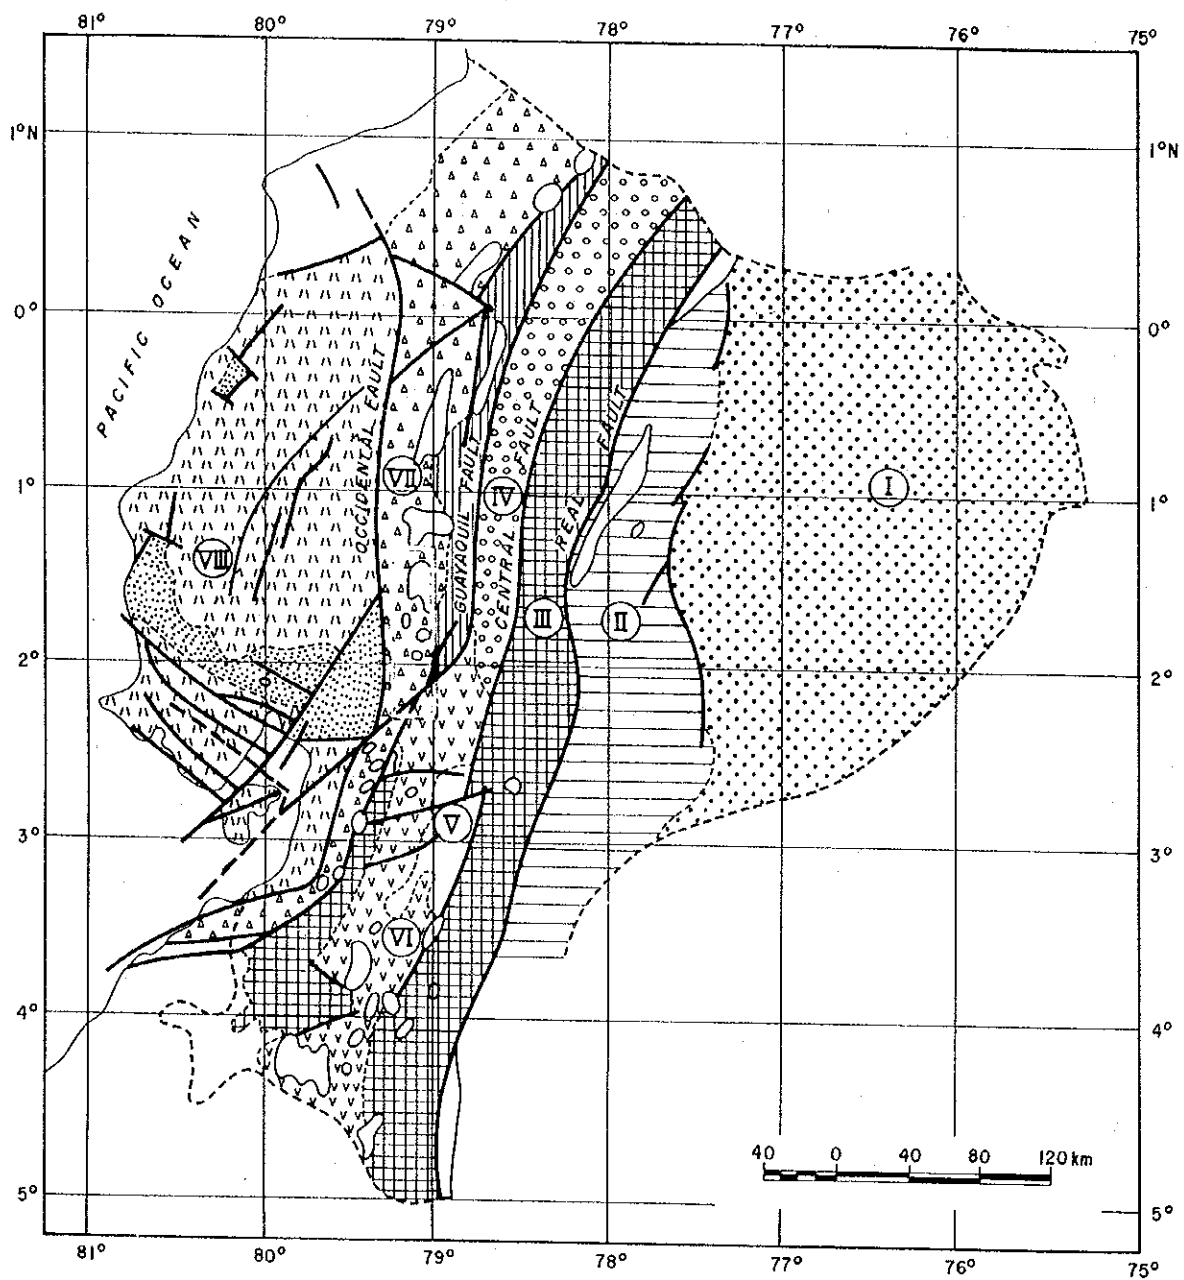 81° 80° 79° 78° 77° 76° 75°
1°N 1°N
PACIFIC OCEAN
0° 0°
OCCIDENTAL FAULT
GUAYAQUIL FAULT
CENTRAL FAULT
REAL FAULT
VII
IV
I
1° 1°
VIII
III
II
2° 2°
V
3° 3°
VI
4° 4°
40 0 40 80 120 km
5° 5°
81° 80° 79° 78° 77° 76° 75°